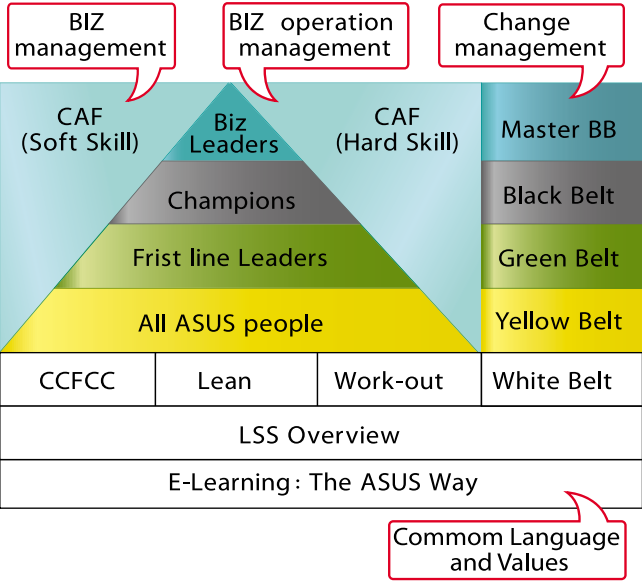 BIZ
management
BIZ operation
management
Change
management
CAF
(Soft Skill)
Biz
Leaders
CAF
(Hard Skill)
Master BB
Champions
Black Belt
Frist line Leaders
Green Belt
All ASUS people
Yellow Belt
CCFCC
Lean
Work-out
White Belt
LSS Overview
E-Learning : The ASUS Way
Commom Language
and Values